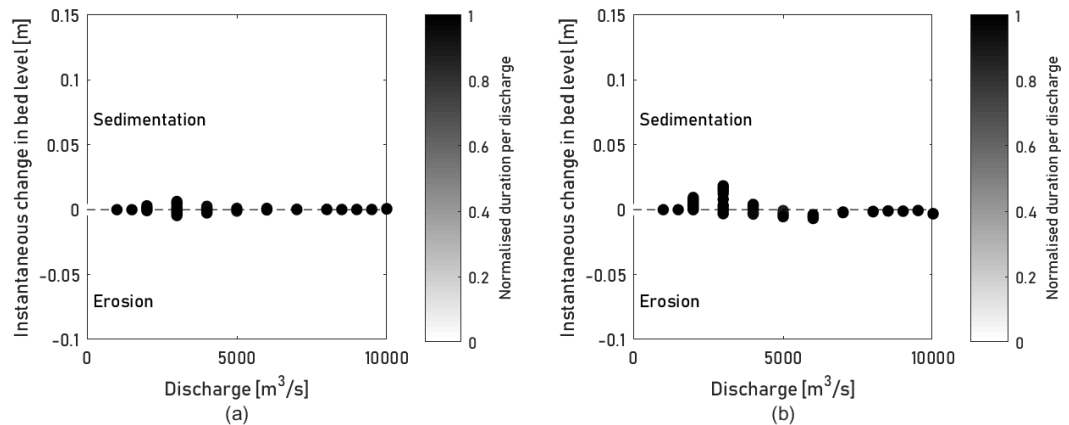 0.15
0.1
0.05
0
-0.05
-0.1
Instantaneous change in bed level [m]
Sedimentation
Erosion
0
5000
10000
Discharge [m³/s]
(a)
1
0.8
0.6
0.4
0.2
0
Normalised duration per discharge
0.15
0.1
0.05
0
-0.05
-0.1
Instantaneous change in bed level [m]
Sedimentation
Erosion
0
5000
10000
Discharge [m³/s]
(b)
1
0.8
0.6
0.4
0.2
0
Normalised duration per discharge